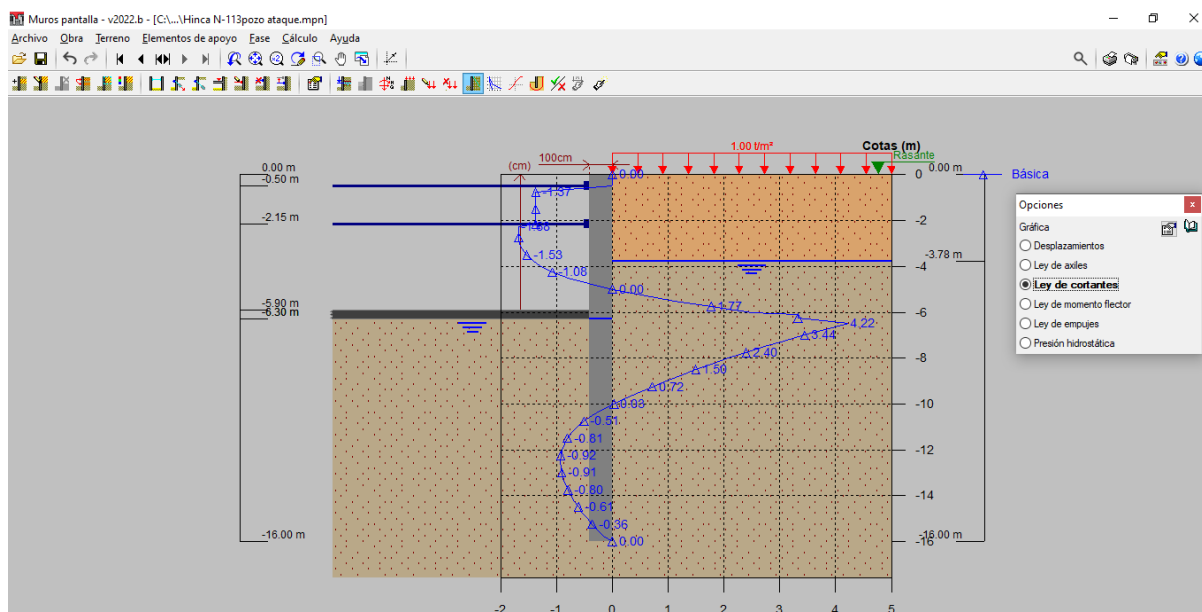 Muros pantalla - v2022.b - [C:\...\Hinca N-113pozo ataque.mpn]
Archivo Obra Terreno Elementos de apoyo Fase Cálculo Ayuda
1.00 t/m²
Cotas (m)
Rasante
100cm
(cm)
0.00 m
-0.50 m
-2.15 m
-5.90 m
-6.30 m
-16.00 m
0.00
-1.37
-1.53
-1.08
0.00
1.77
4.22
3.44
2.40
1.50
0.72
0.03
-0.51
-0.81
-0.92
-0.91
-0.80
-0.61
-0.36
0.00
0
-2
-4
-6
-8
-10
-12
-14
-16
0.00 m
-3.78 m
-16.00 m
Básica
-2 -1 0 1 2 3 4 5
Opciones
Gráfica
Desplazamientos
Ley de axiles
Ley de cortantes
Ley de momento flector
Ley de empujes
Presión hidrostática